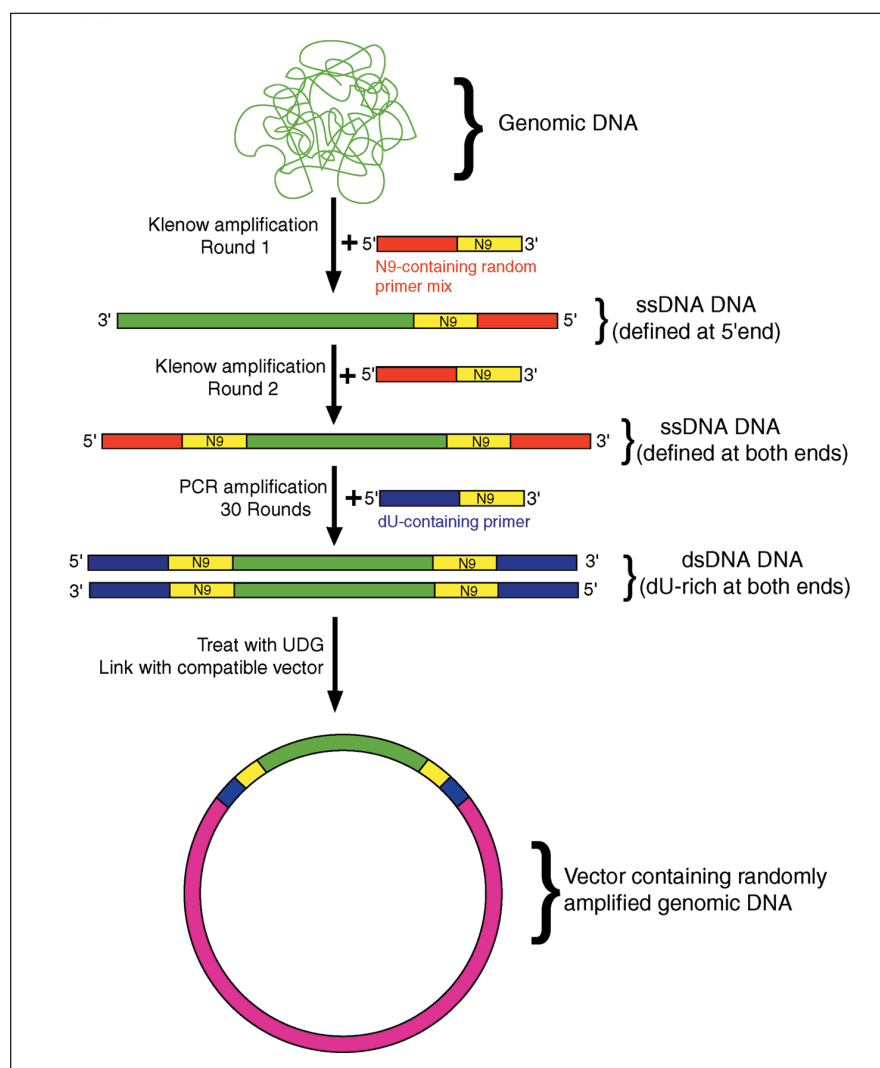 Genomic DNA
Klenow amplification
Round 1
+ 5' N9 3'
N9-containing random
primer mix
3' N9 5'
ssDNA DNA
(defined at 5'end)
Klenow amplification
Round 2
+ 5' N9 3'
5' N9 N9 3'
ssDNA DNA
(defined at both ends)
PCR amplification
30 Rounds
+ 5' N9 3'
dU-containing primer
5' N9 N9 3'
3' N9 N9 5'
dsDNA DNA
(dU-rich at both ends)
Treat with UDG
Link with compatible vector
Vector containing randomly
amplified genomic DNA